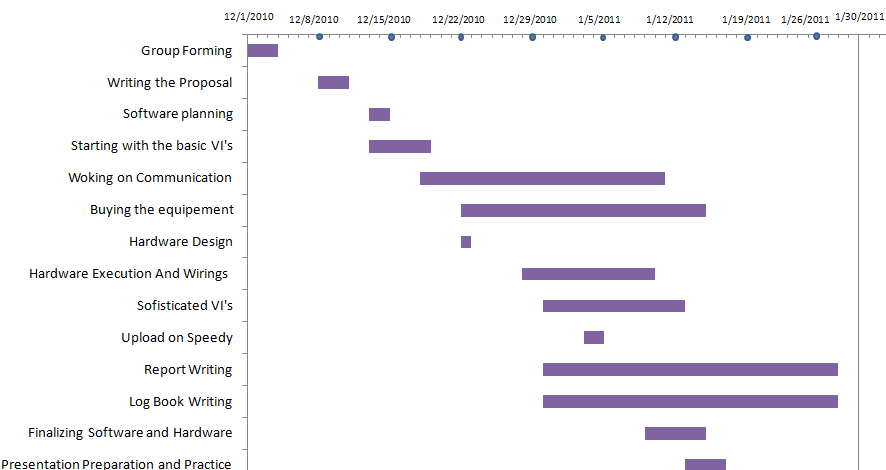 12/1/2010 12/8/2010 12/15/2010 12/22/2010 12/29/2010 1/5/2011 1/12/2011 1/19/2011 1/26/2011 1/30/2011
Group Forming
Writing the Proposal
Software planning
Starting with the basic VI's
Woking on Communication
Buying the equipement
Hardware Design
Hardware Execution And Wirings
Sofisticated VI's
Upload on Speedy
Report Writing
Log Book Writing
Finalizing Software and Hardware
Presentation Preparation and Practice